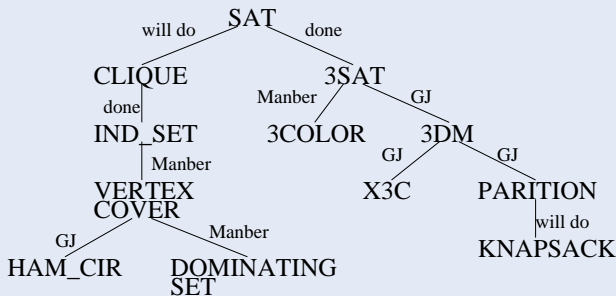 SAT
will do
done
CLIQUE
3SAT
done
Manber
GJ
IND_SET
3COLOR
3DM
Manber
GJ
GJ
VERTEX
COVER
X3C
PARITION
GJ
Manber
will do
HAM_CIR
DOMINATING
SET
KNAPSACK